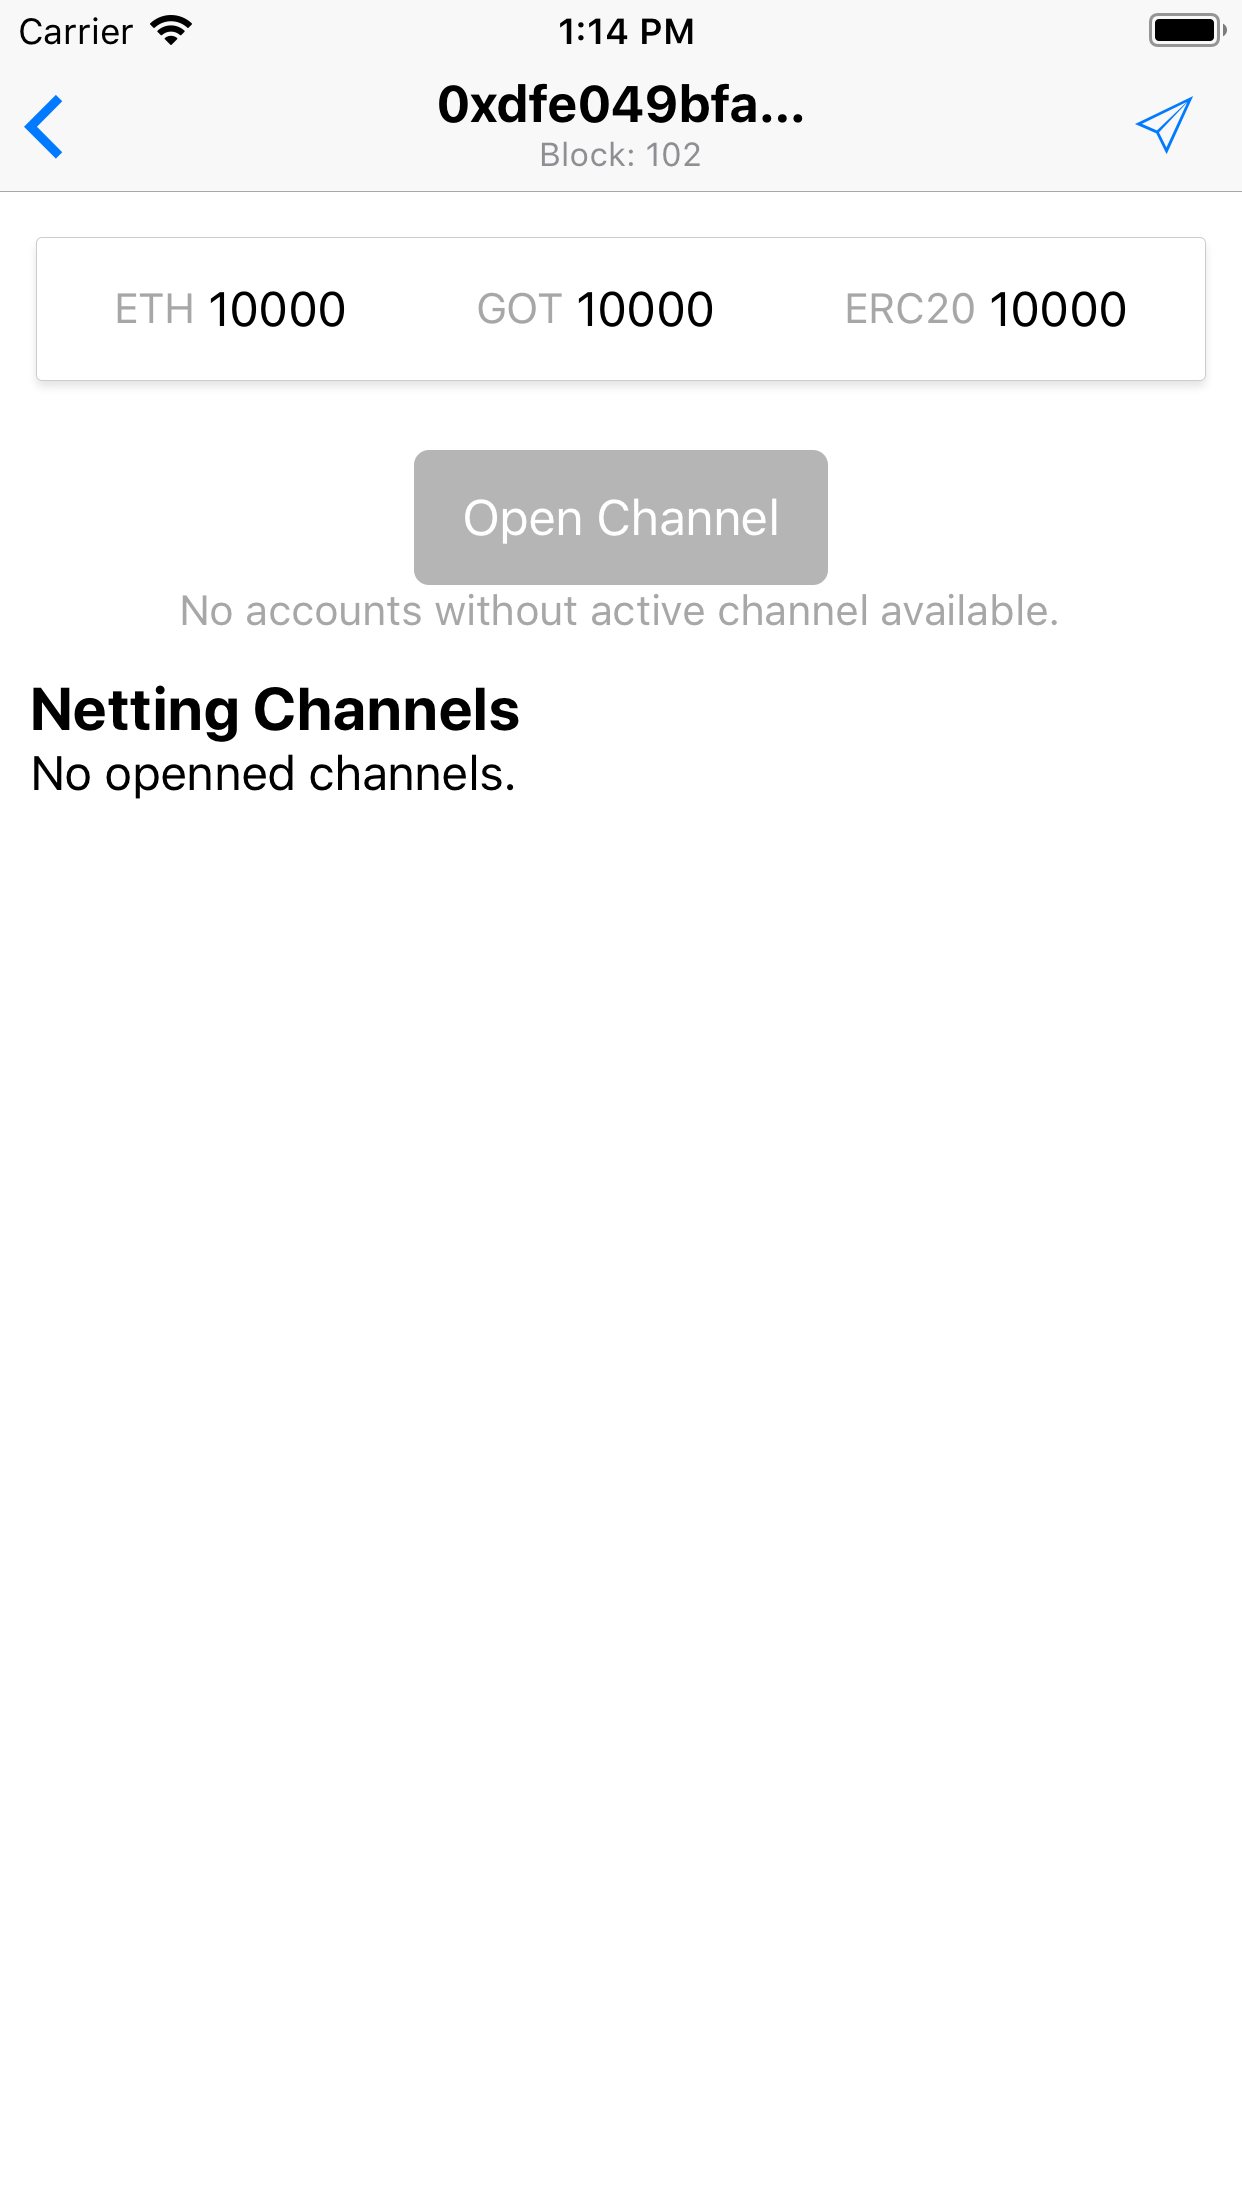 Carrier 1:14 PM
0xdfe049bfa...
Block: 102
ETH 10000 GOT 10000 ERC20 10000
Open Channel
No accounts without active channel available.
Netting Channels
No openned channels.